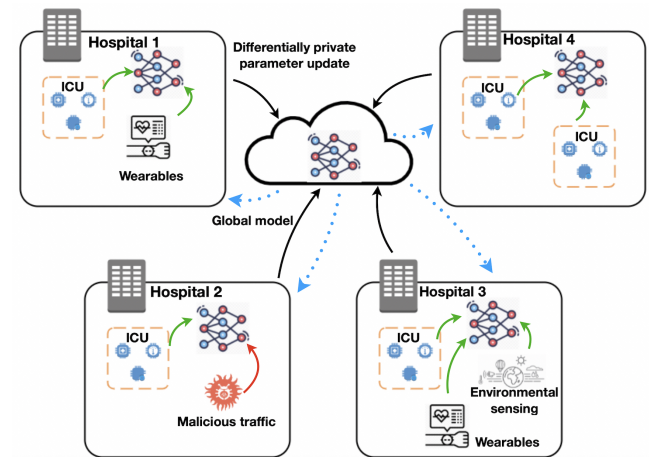 Hospital 1
ICU
Wearables
Differentially private
parameter update
Hospital 4
ICU
ICU
Global model
Hospital 2
ICU
Malicious traffic
Hospital 3
ICU
Environmental
sensing
Wearables